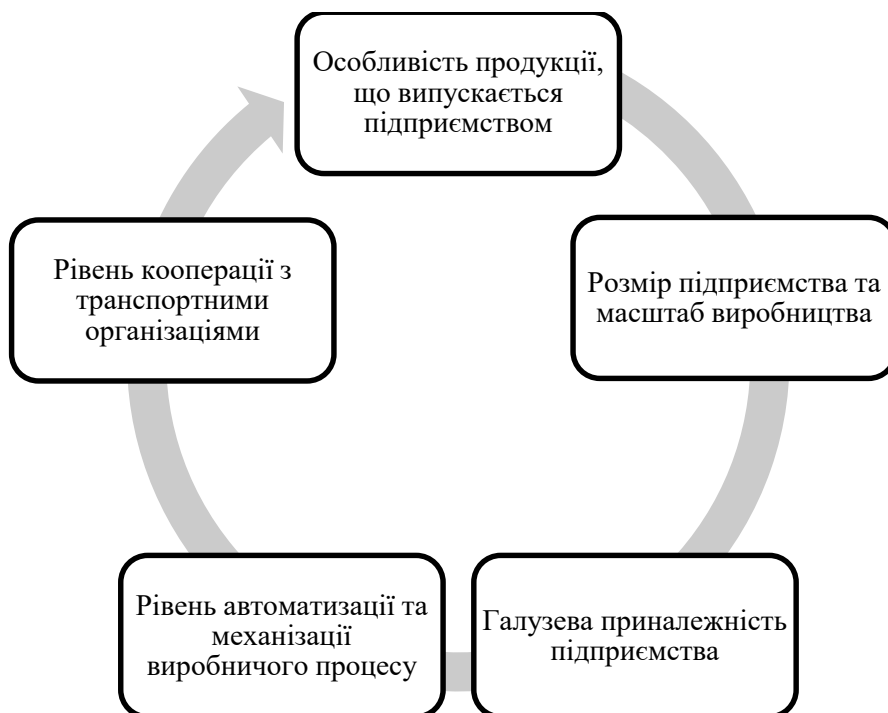 Особливість продукції,
що випускається
підприємством
Розмір підприємства та
масштаб виробництва
Галузева приналежність
підприємства
Рівень автоматизації та
механізації
виробничого процесу
Рівень кооперації з
транспортними
організаціями